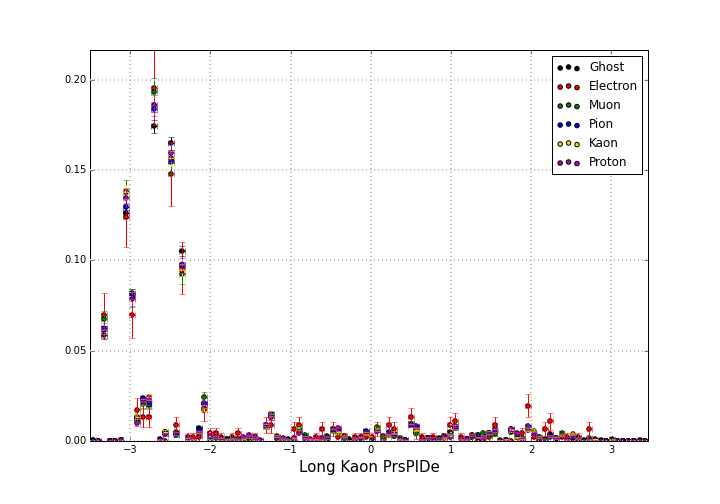 0.20
0.15
0.10
0.05
0.00
−3
−2
−1
0
1
2
3
Long Kaon PrsPIDe
Ghost
Electron
Muon
Pion
Kaon
Proton